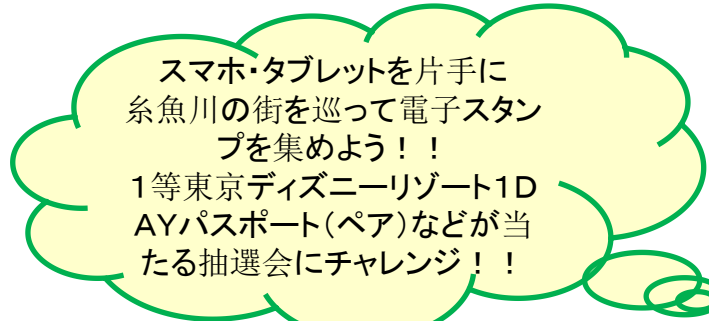 スマホ・タブレットを片手に
糸魚川の街を巡って電子スタン
プを集めよう！！
1等東京ディズニーリゾート1D
AYパスポート（ペア）などが当
たる抽選会にチャレンジ！！